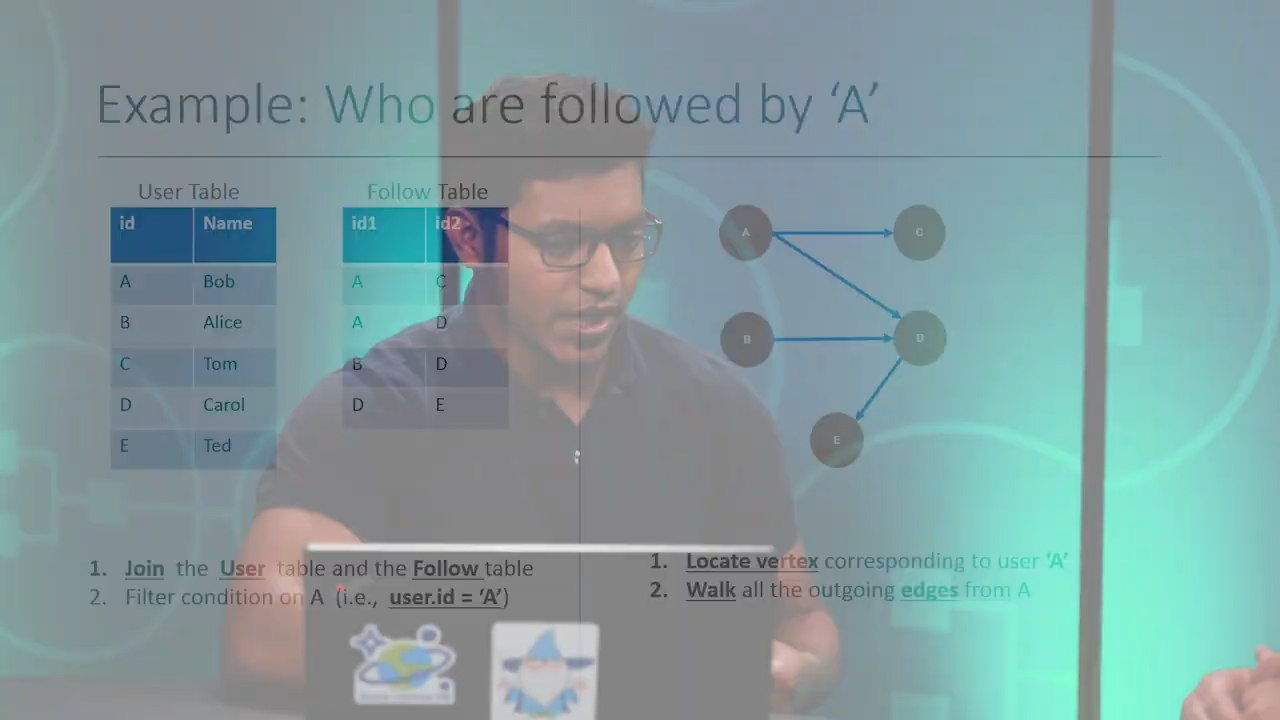 Example: Who are followed by ‘A’
User Table
id Name
A Bob
B Alice
C Tom
D Carol
E Ted
Follow Table
id1 id2
A C
A D
B D
D E
A
C
B
D
E
1. Join the User table and the Follow table
2. Filter condition on A (i.e., user.id = ‘A’)
1. Locate vertex corresponding to user ‘A’
2. Walk all the outgoing edges from A